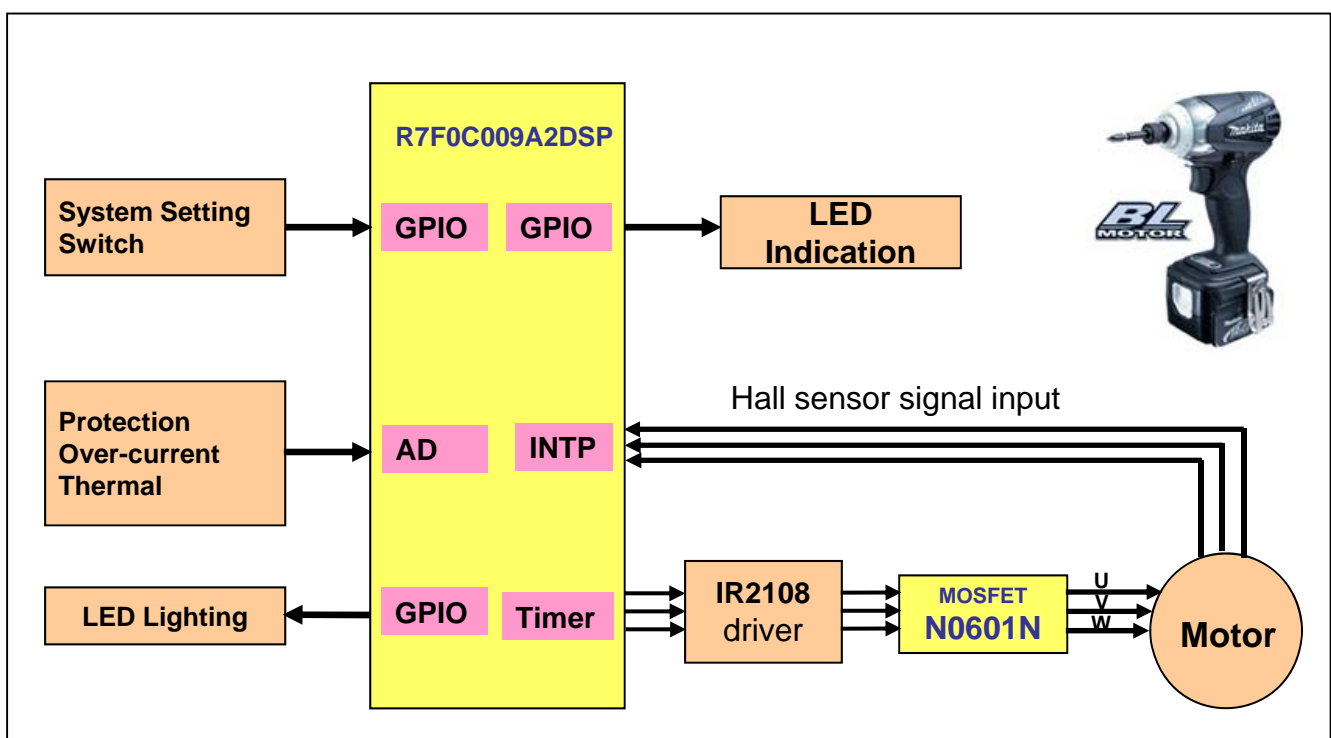 R7F0C009A2DSP
System Setting
Switch
GPIO
GPIO
LED
Indication
makita
BL
MOTOR
Protection
Over-current
Thermal
AD
INTP
Hall sensor signal input
LED Lighting
GPIO
Timer
IR2108
driver
MOSFET
N0601N
U
V
W
Motor